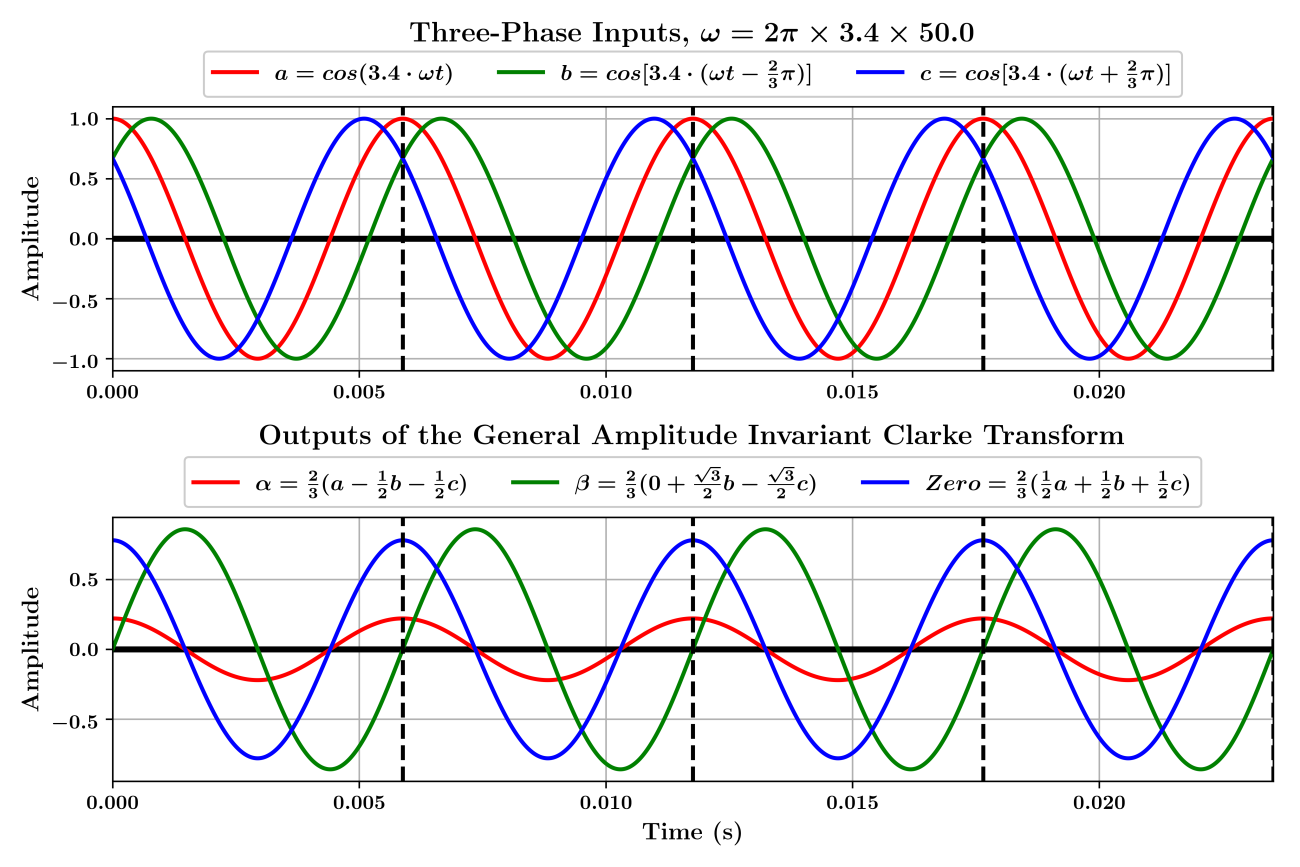 Three-Phase Inputs, ω = 2π × 3.4 × 50.0
a = cos(3.4 · ωt) b = cos[3.4 · (ωt − 2/3π)] c = cos[3.4 · (ωt + 2/3π)]
1.0
0.5
0.0
−0.5
−1.0
Amplitude
0.000 0.005 0.010 0.015 0.020
Outputs of the General Amplitude Invariant Clarke Transform
α = 2/3(a − 1/2b − 1/2c) β = 2/3(0 + √3/2b − √3/2c) Zero = 2/3(1/2a + 1/2b + 1/2c)
0.5
0.0
−0.5
Amplitude
0.000 0.005 0.010 0.015 0.020
Time (s)